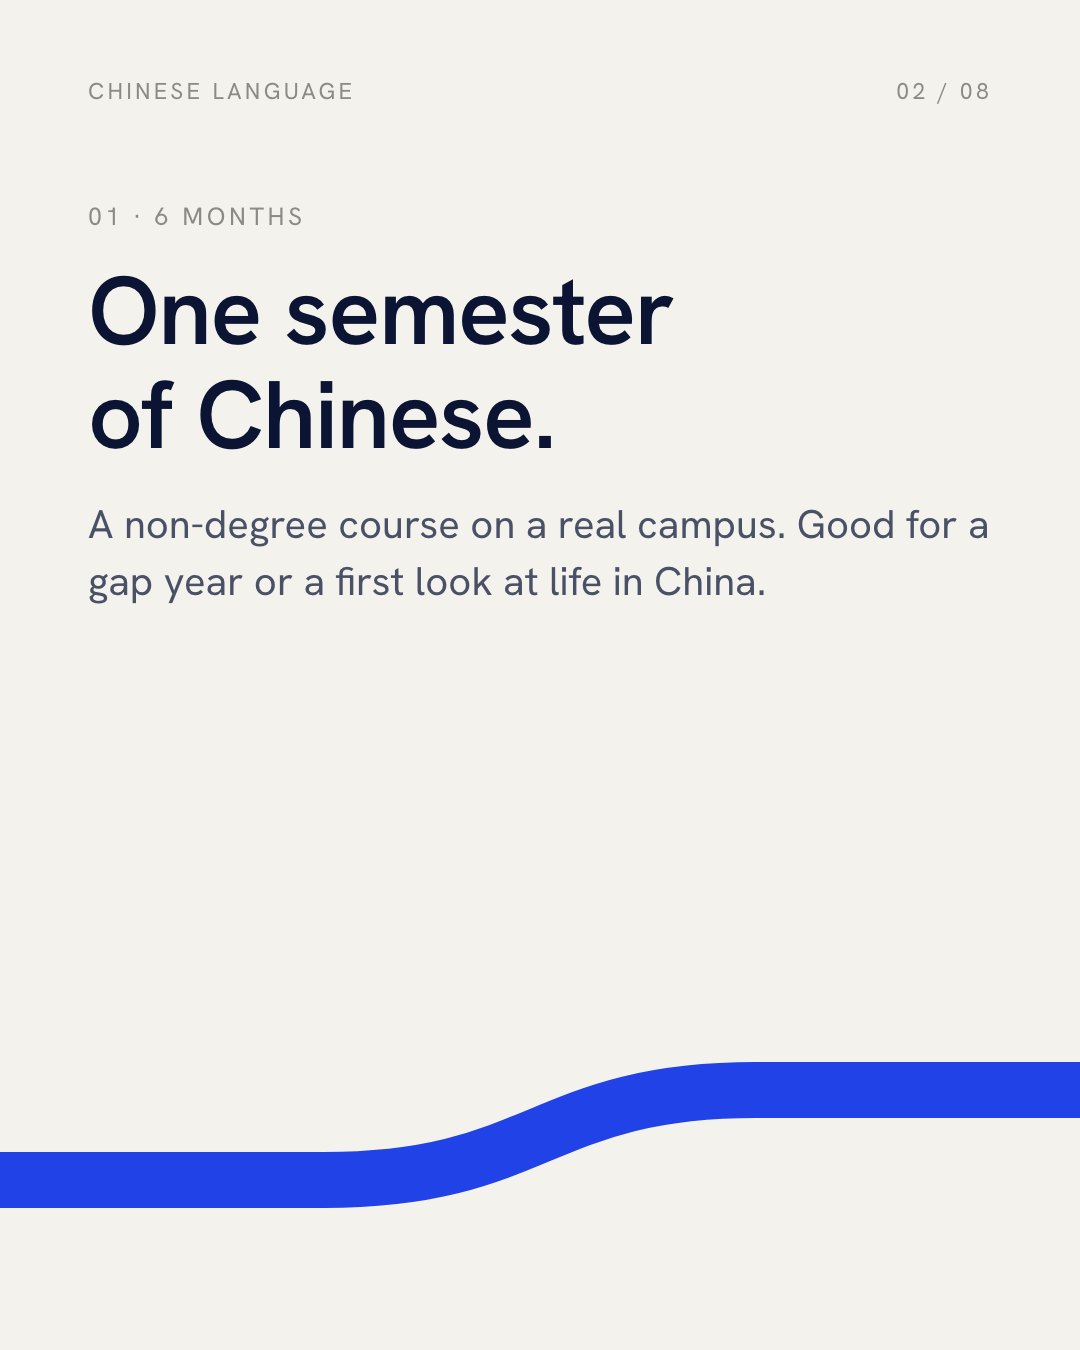 CHINESE LANGUAGE
02 / 08
01 · 6 MONTHS
One semester
of Chinese.
A non-degree course on a real campus. Good for a
gap year or a first look at life in China.